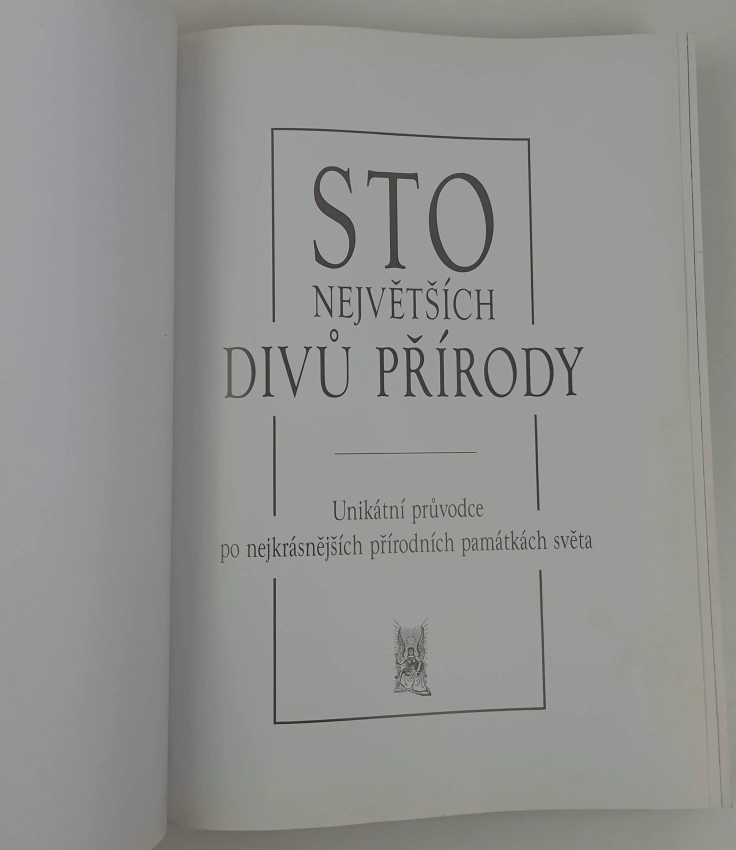 STO
NEJVĚTŠÍCH
DIVŮ PŘÍRODY
Unikátní průvodce
po nejkrásnějších přírodních památkách světa